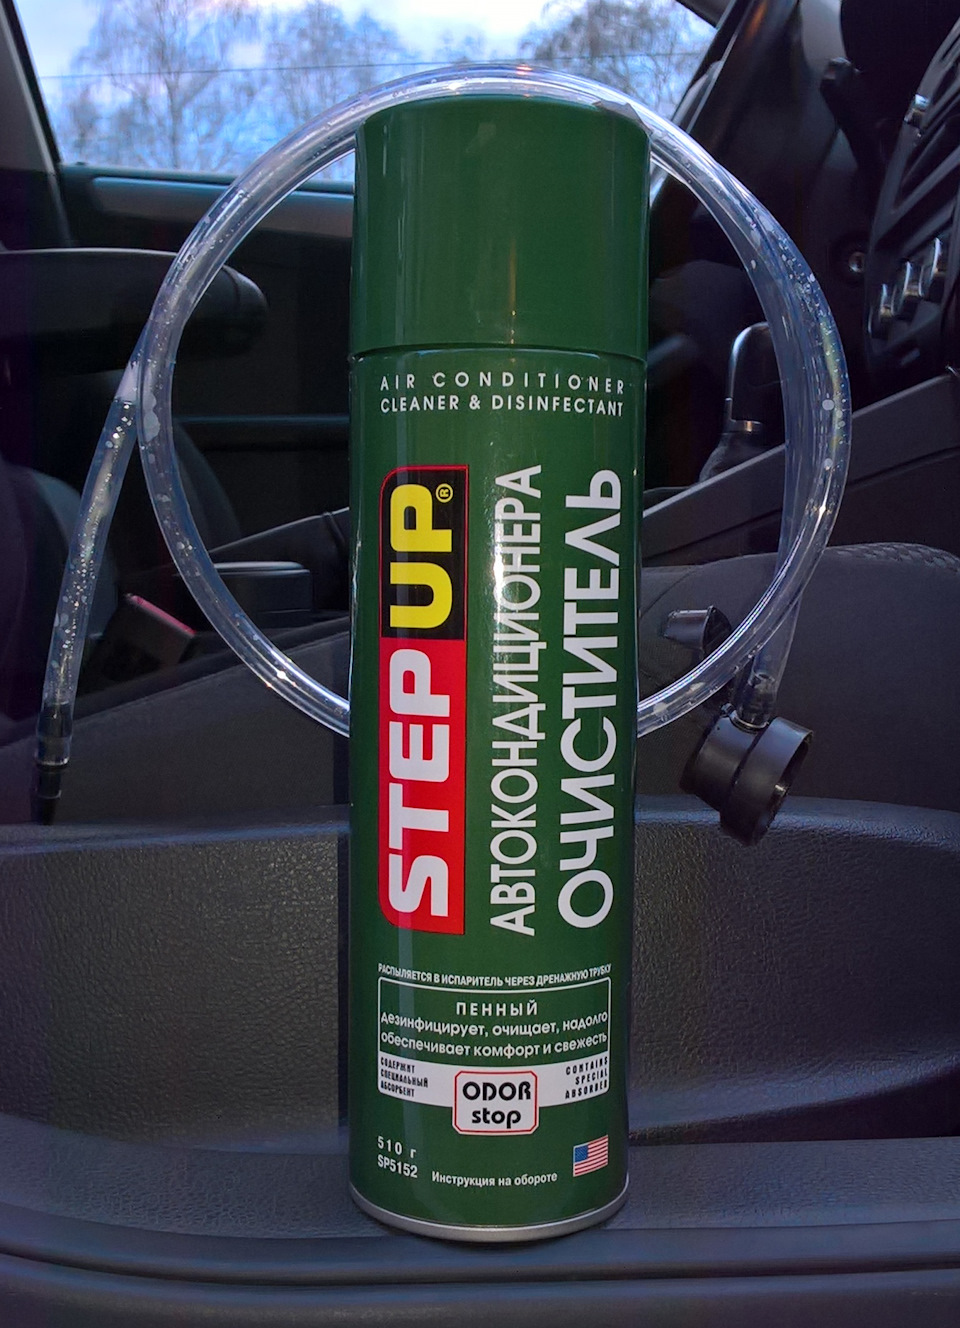 AIR CONDITIONER
CLEANER & DISINFECTANT
STEP UP®
АВТОКОНДИЦИОНЕРА
ОЧИСТИТЕЛЬ
РАСПЫЛЯЕТСЯ В ИСПАРИТЕЛЬ ЧЕРЕЗ ДРЕНАЖНУЮ ТРУБКУ
ПЕННЫЙ
дезинфицирует, очищает, надолго
обеспечивает комфорт и свежесть
СОДЕРЖИТ
СПЕЦИАЛЬНЫЙ
АБСОРБЕНТ
ODOR
stop
CONTAINS
SPECIAL
ABSORBER
510 г
SP5152
Инструкция на обороте